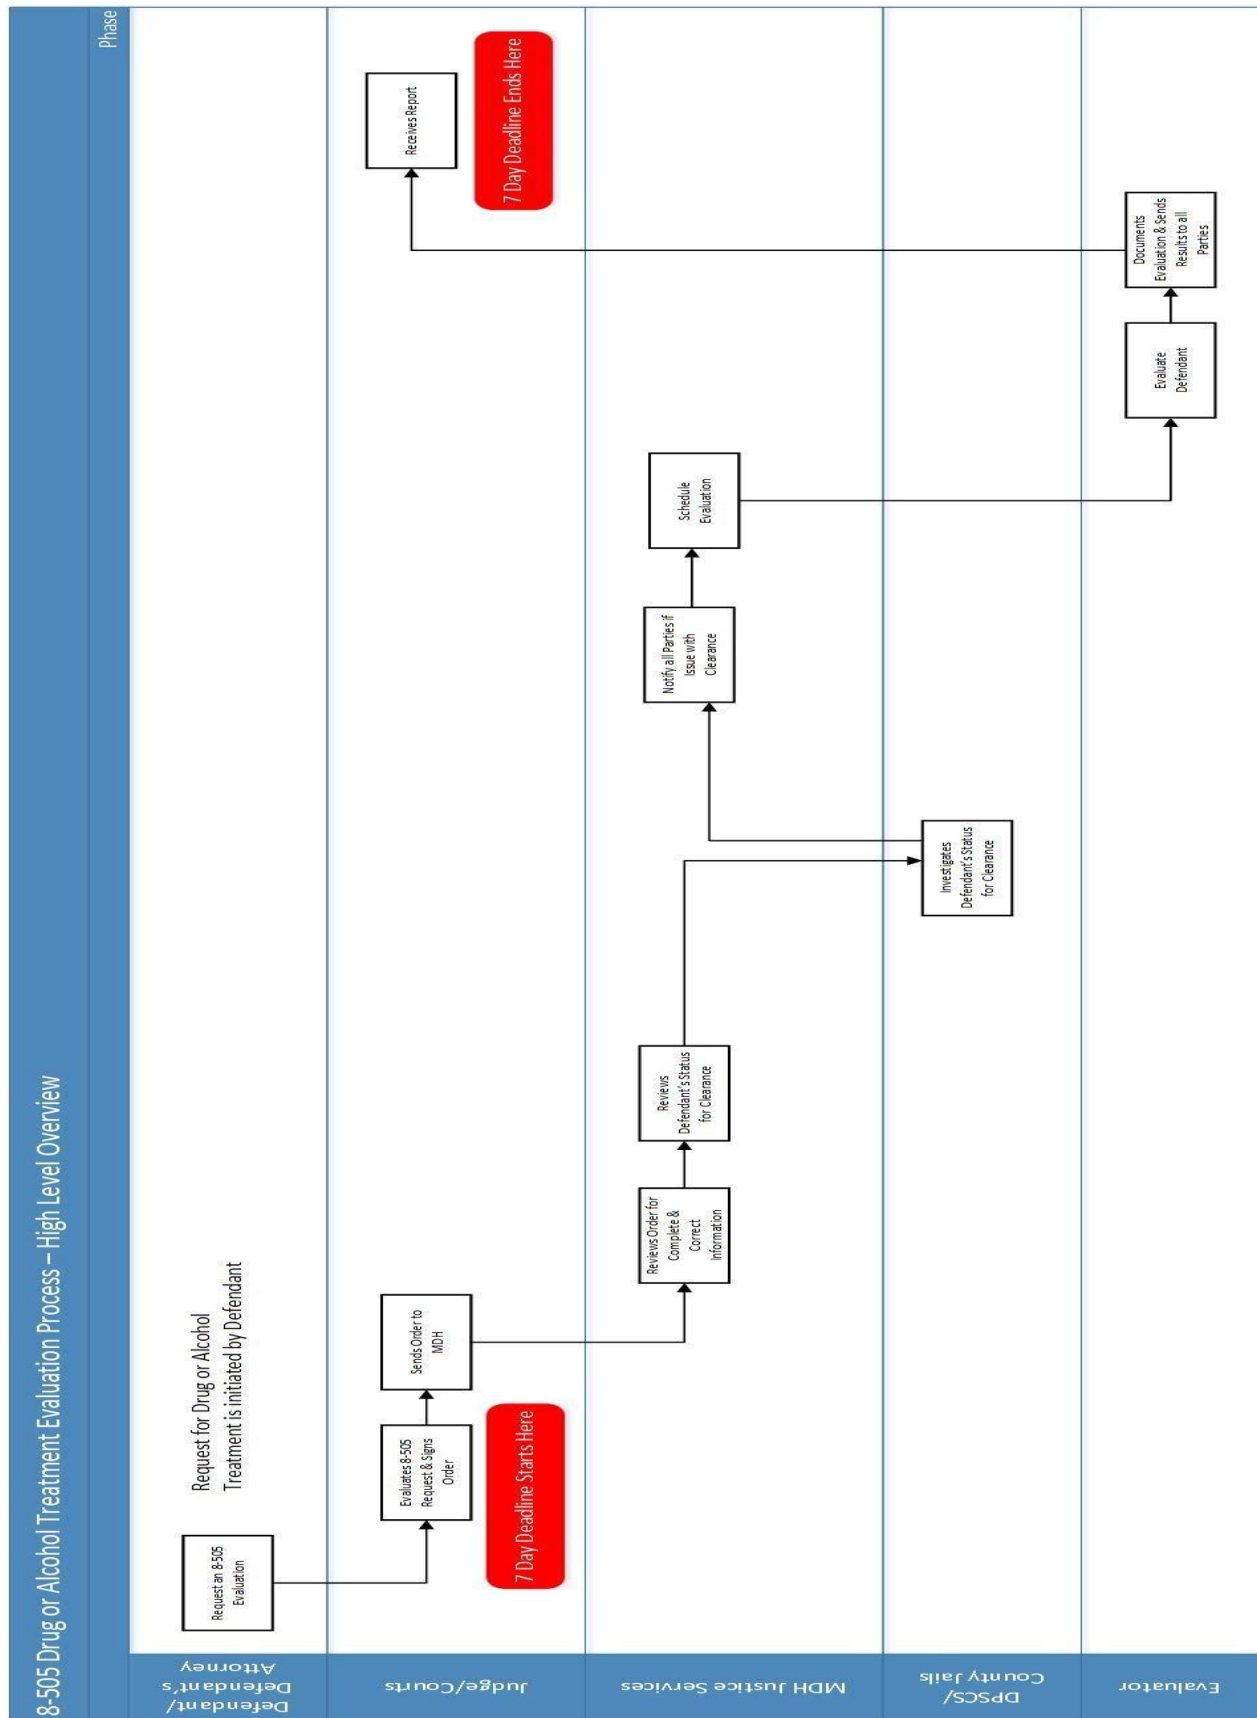 8-505 Drug or Alcohol Treatment Evaluation Process – High Level Overview
Phase
Defendant/
Defendant's
Attorney
Request an 8-505
Evaluation
Request for Drug or Alcohol
Treatment is initiated by Defendant
Judge/Courts
Evaluates 8-505
Request & Signs
Order
Sends Order to
MDH
Receives Report
7 Day Deadline Starts Here
7 Day Deadline Ends Here
MDH Justice Services
Reviews Order for
Complete &
Correct
Information
Reviews
Defendant's Status
for Clearance
Notify all Parties if
Issue with
Clearance
Schedule
Evaluation
DPSCS/
County Jails
Investigates
Defendant's Status
for Clearance
Evaluator
Evaluate
Defendant
Documents
Evaluation & Sends
Results to all
Parties